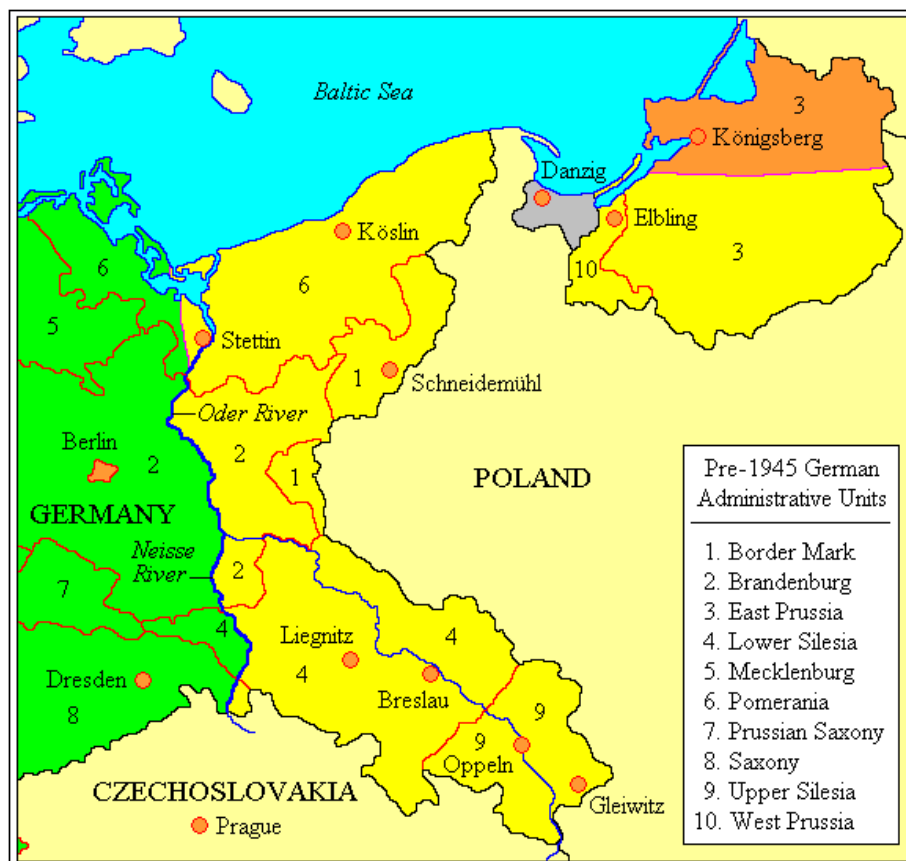 Baltic Sea
3
Königsberg
Danzig
Elbling
Köslin
3
6
10
6
5
Stettin
1
Schneidemühl
Oder River
Berlin
2
2
1
POLAND
GERMANY
Neisse
River
2
7
4
Liegnitz
4
4
Dresden
Breslau
8
9
9
Oppeln
Gleiwitz
CZECHOSLOVAKIA
Prague
Pre-1945 German
Administrative Units
1. Border Mark
2. Brandenburg
3. East Prussia
4. Lower Silesia
5. Mecklenburg
6. Pomerania
7. Prussian Saxony
8. Saxony
9. Upper Silesia
10. West Prussia